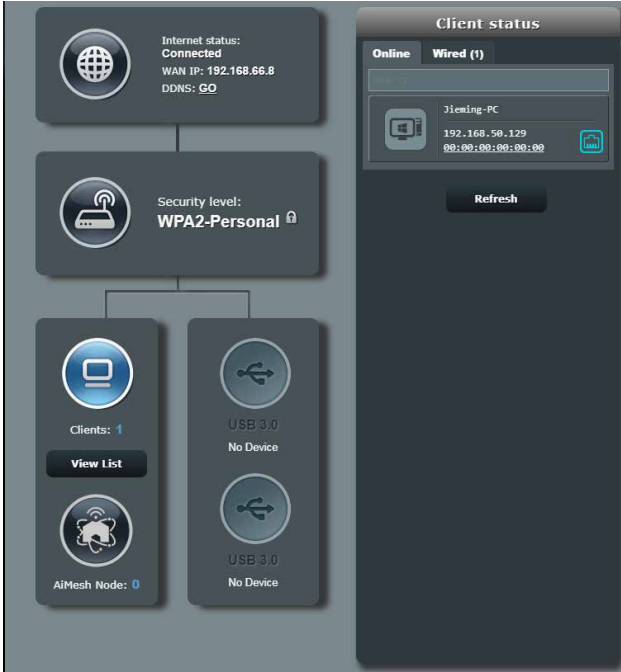 Internet status:
Connected
WAN IP: 192.168.66.8
DDNS: GO
Security level:
WPA2-Personal
Clients: 1
View List
AiMesh Node: 0
USB 3.0
No Device
USB 3.0
No Device
Client status
Online Wired (1)
Jieming-PC
192.168.50.129
00:00:00:00:00:00
Refresh